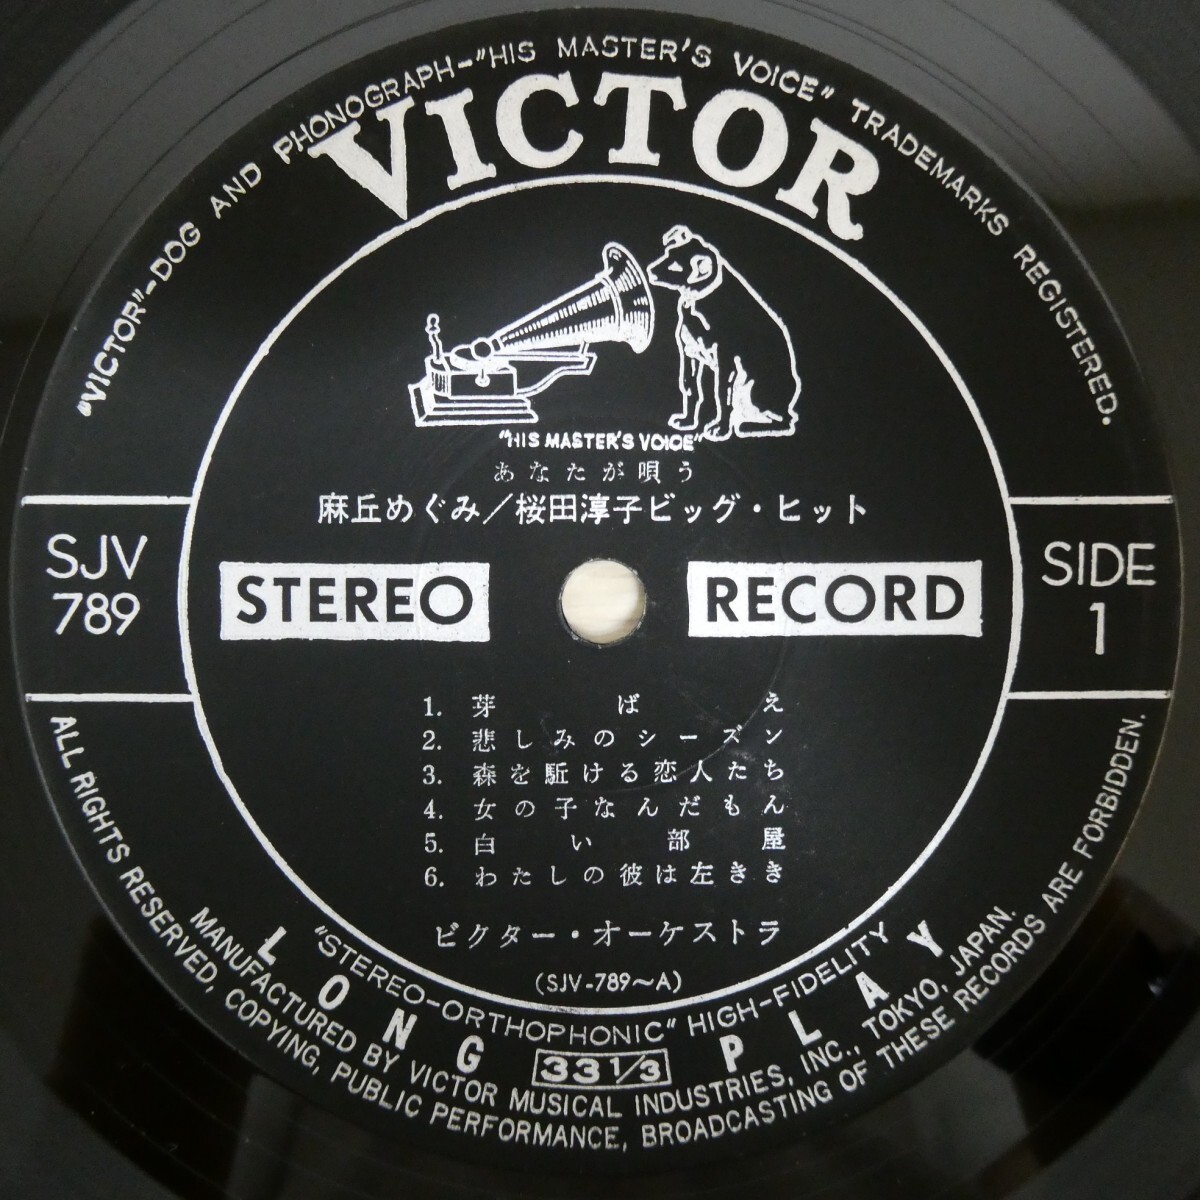 "VICTOR"-DOG AND PHONOGRAPH-"HIS MASTER'S VOICE" TRADEMARKS REGISTERED.
VICTOR
"HIS MASTER'S VOICE"
あなたが唄う
麻丘めぐみ/桜田淳子ビッグ・ヒット
SJV
789
STEREO RECORD
SIDE
1
1. 芽ばえ
2. 悲しみのシーズン
3. 森を駈ける恋人たち
4. 女の子なんだもん
5. 白い部屋
6. わたしの彼は左きき
ビクター・オーケストラ
(SJV-789~A)
"STEREO-ORTHOPHONIC" HIGH-FIDELITY
LONG 33 1/3 PLAY
MANUFACTURED BY VICTOR MUSICAL INDUSTRIES, INC., TOKYO, JAPAN.
ALL RIGHTS RESERVED, COPYING, PUBLIC PERFORMANCE, BROADCASTING OF THESE RECORDS ARE FORBIDDEN.